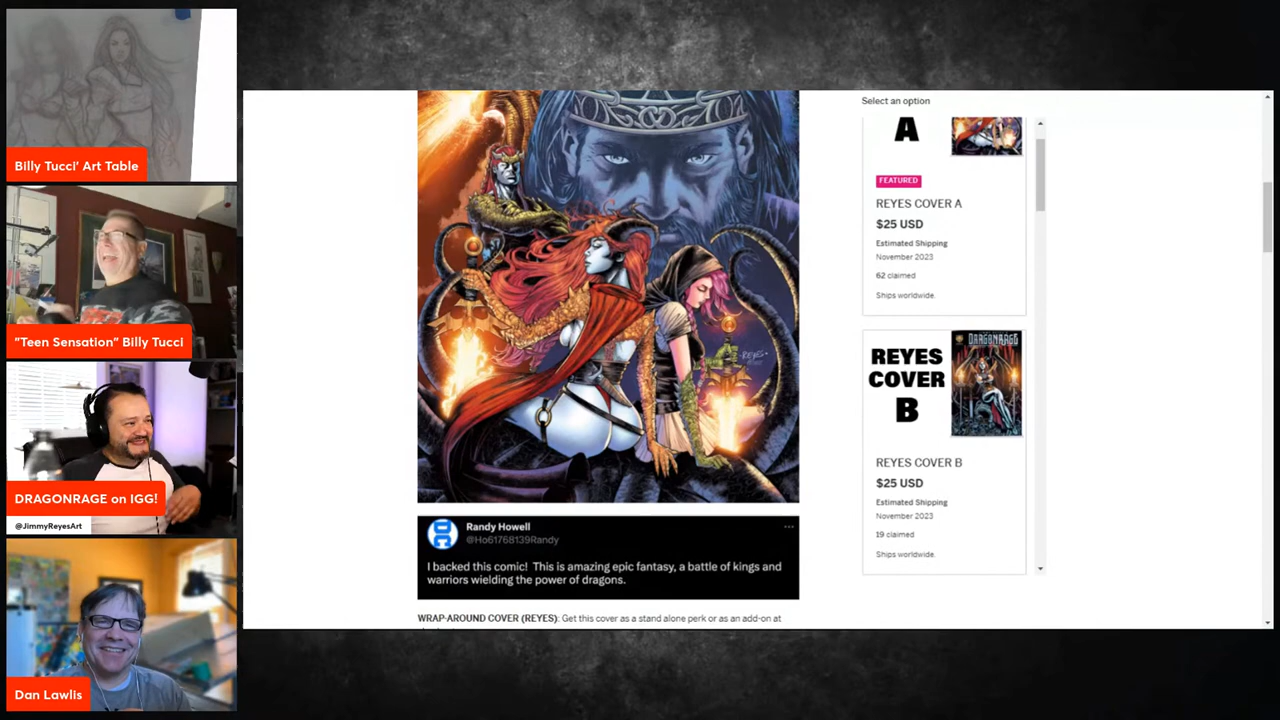 Billy Tucci' Art Table
"Teen Sensation" Billy Tucci
DRAGONRAGE on IGG!
@JimmyReyesArt
Dan Lawlis
REYES
Randy Howell
@Ho61768139Randy
I backed this comic! This is amazing epic fantasy, a battle of kings and
warriors wielding the power of dragons.
WRAP-AROUND COVER (REYES): Get this cover as a stand alone perk or as an add-on at
Select an option
A
FEATURED
REYES COVER A
$25 USD
Estimated Shipping
November 2023
62 claimed
Ships worldwide.
REYES
COVER
B
DRAGONRAGE
REYES COVER B
$25 USD
Estimated Shipping
November 2023
19 claimed
Ships worldwide.